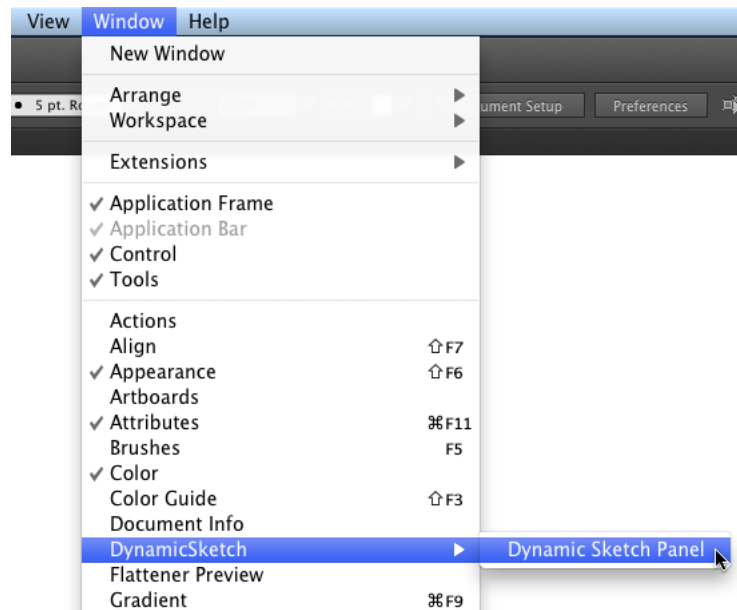 View Window Help
New Window
5 pt. Ro
Arrange
Workspace
ument Setup Preferences
Extensions
✓ Application Frame
✓ Application Bar
✓ Control
✓ Tools
Actions
Align ⇧F7
✓ Appearance ⇧F6
Artboards
✓ Attributes ⌘F11
Brushes F5
✓ Color
Color Guide ⇧F3
Document Info
DynamicSketch Dynamic Sketch Panel
Flattener Preview
Gradient ⌘F9